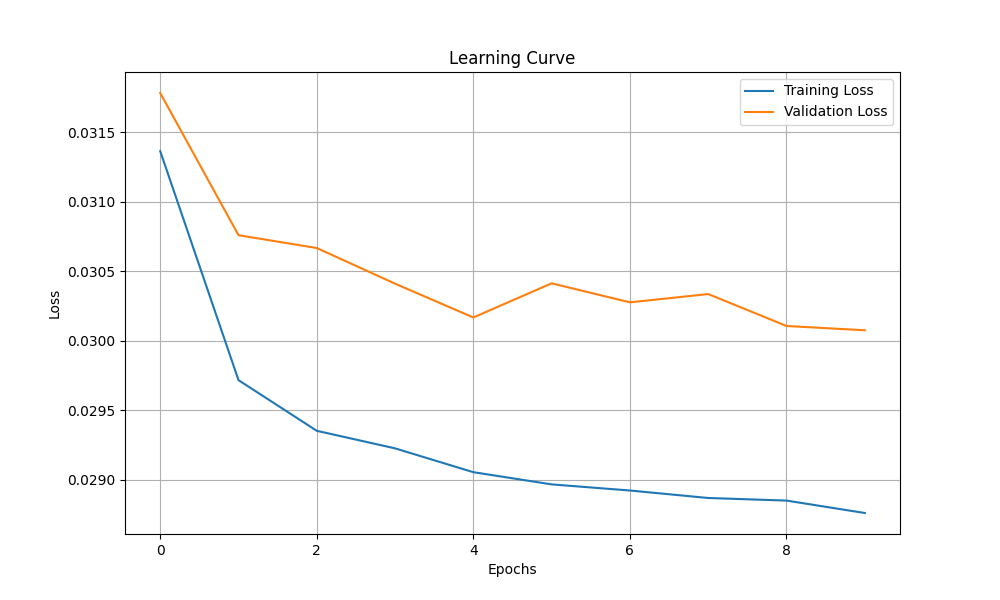 Learning Curve
Training Loss
Validation Loss
0.0315
0.0310
0.0305
0.0300
0.0295
0.0290
Loss
0 2 4 6 8
Epochs